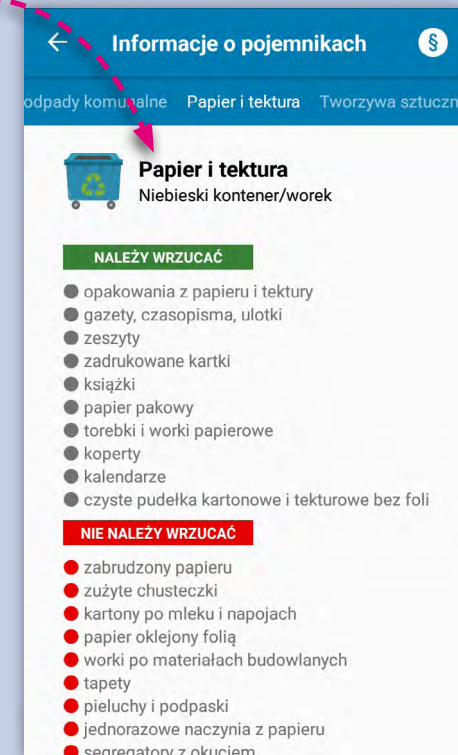 Informacje o pojemnikach §
odpady komunalne Papier i tektura Tworzywa sztuczn
Papier i tektura
Niebieski kontener/worek
NALEŻY WRZUCAĆ
opakowania z papieru i tektury
gazety, czasopisma, ulotki
zeszyty
zadrukowane kartki
książki
papier pakowy
torebki i worki papierowe
koperty
kalendarze
czyste pudełka kartonowe i tekturowe bez foli
NIE NALEŻY WRZUCAĆ
zabrudzony papieru
zużyte chusteczki
kartony po mleku i napojach
papier oklejony folią
worki po materiałach budowlanych
tapety
pieluchy i podpaski
jednorazowe naczynia z papieru
segregatory z okuciem